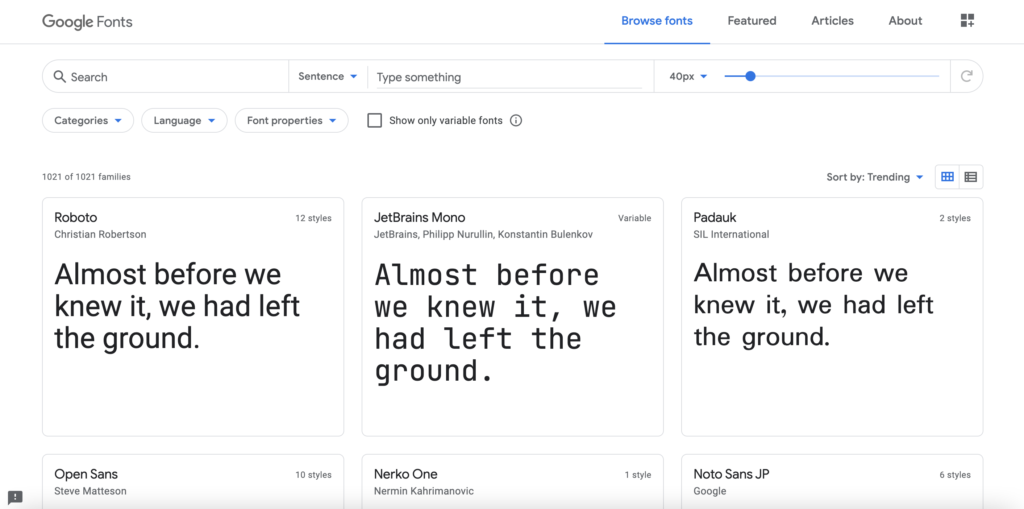 Google Fonts
Browse fonts
Featured
Articles
About
Search
Sentence
Type something
40px
Categories
Language
Font properties
Show only variable fonts
1021 of 1021 families
Sort by: Trending
Roboto
12 styles
Christian Robertson
Almost before we
knew it, we had left
the ground.
JetBrains Mono
Variable
JetBrains, Philipp Nurullin, Konstantin Bulenkov
Almost before
we knew it, we
had left the
ground.
Padauk
2 styles
SIL International
Almost before we
knew it, we had left
the ground.
Open Sans
10 styles
Steve Matteson
Nerko One
1 style
Nermin Kahrimanovic
Noto Sans JP
6 styles
Google